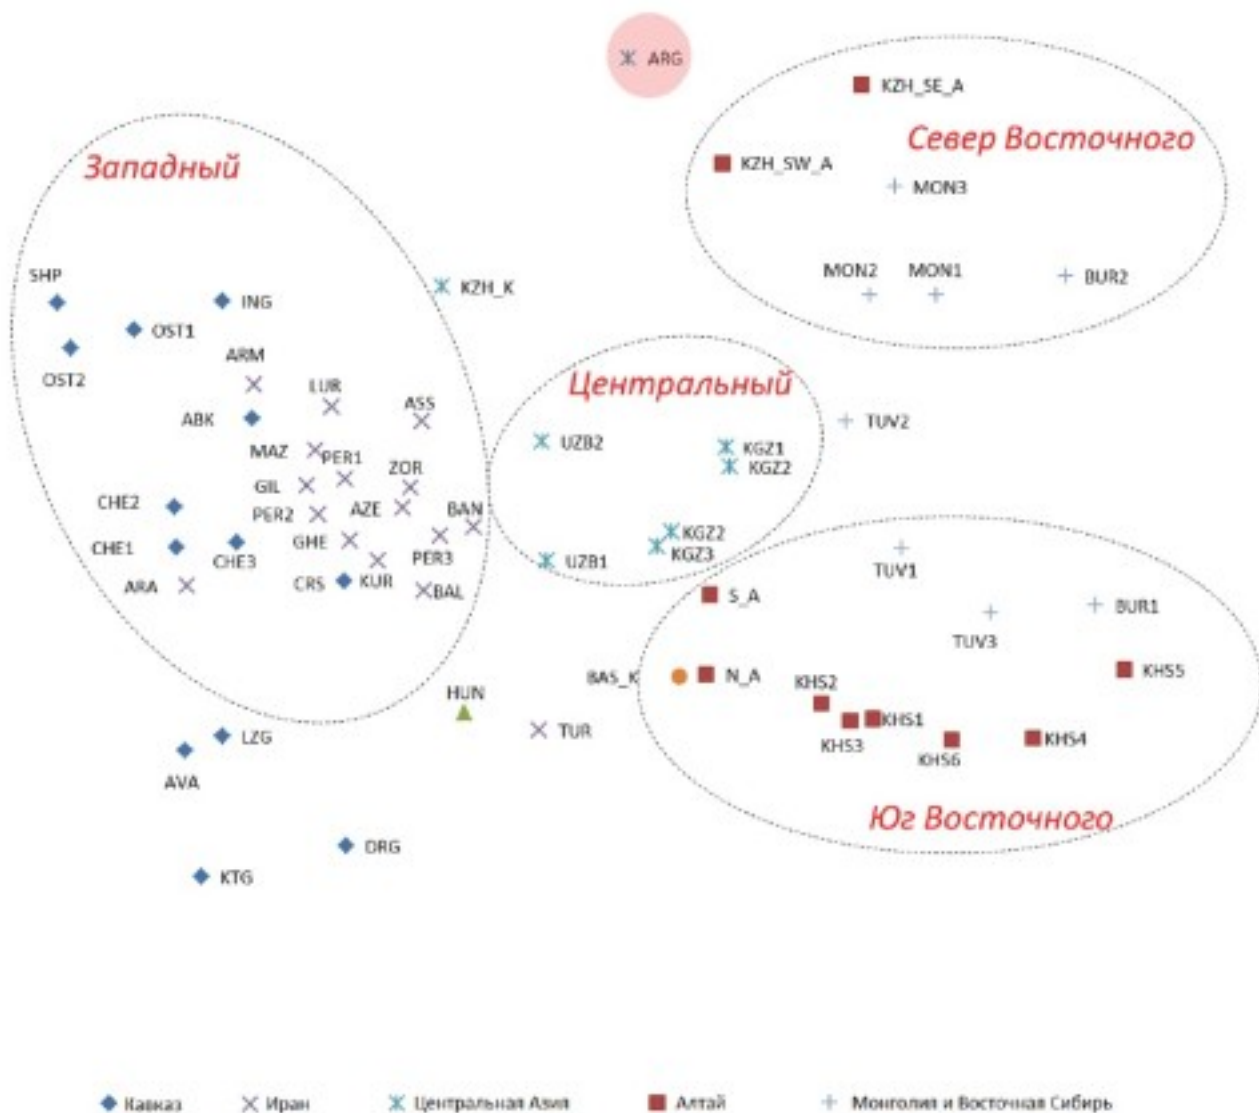 ARG
KZH_SE_A
Север Восточного
Западный
KZH_SW_A
MON3
SHP
MON2
MON1
BUR2
KZH_K
ING
OST1
ARM
OST2
LUR
Центральный
ASS
ABK
TUV2
UZB2
KGZ1
MAZ
PER1
KGZ2
ZOR
GIL
CHE2
PER2
AZE
BAN
KGZ2
GHE
CHE1
CHE3
PER3
KGZ3
UZB1
TUV1
ARA
CRS
KUR
BAL
S_A
BUR1
TUV3
BAS_K
N_A
KHS5
HUN
KHS2
KHS1
TUR
LZG
KHS3
KHS6
KHS4
AVA
Юг Восточного
DRG
KTG
Кавказ Иран Центральная Азия Алтай Монголия и Восточная Сибирь